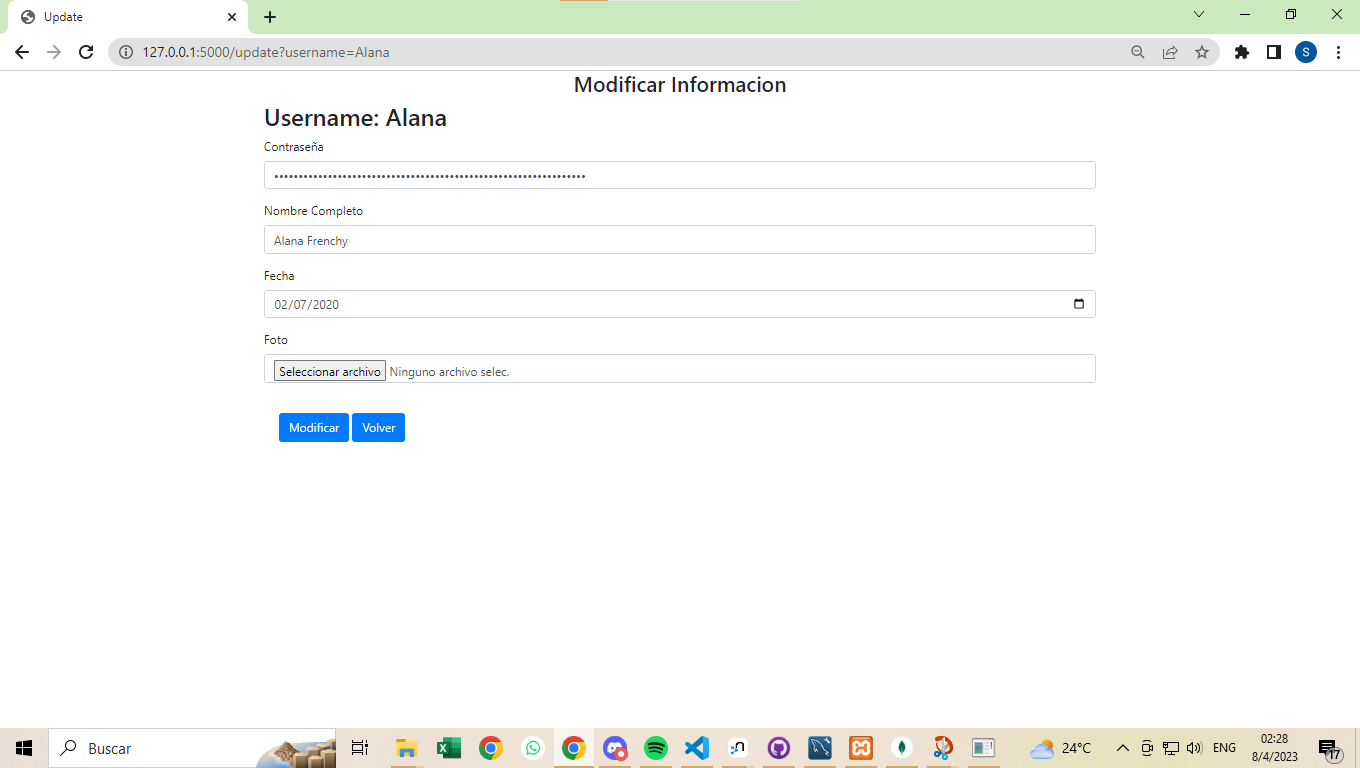 Update
127.0.0.1:5000/update?username=Alana
S
Modificar Informacion
Username: Alana
Contraseña
••••••••••••••••••••••••••••••••••••••••••••••••••••••••••••••••
Nombre Completo
Alana Frenchy
Fecha
02/07/2020
Foto
Seleccionar archivo Ninguno archivo selec.
Modificar Volver
Buscar
24°C
ENG
02:28
8/4/2023
17